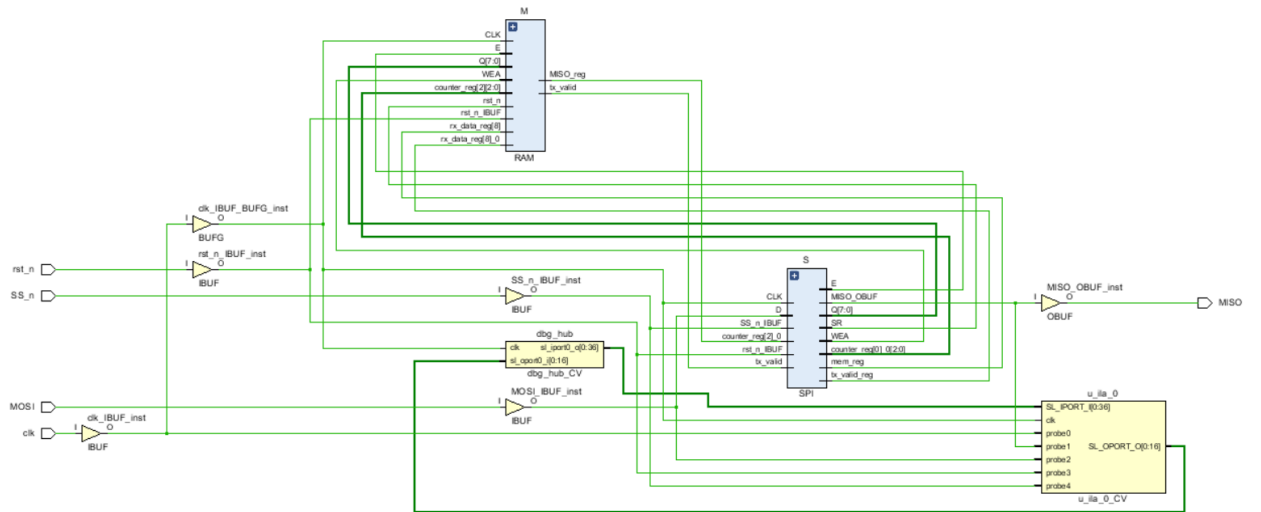 M
CLK
E
Q[7:0]
WEA
counter_reg[2][2:0]
rst_n
rst_n_IBUF
rx_data_reg[8]
rx_data_reg[8]_0
MISO_reg
tx_valid
RAM
clk_IBUF_BUFG_inst
I
O
BUFG
rst_n_IBUF_inst
rst_n
I
O
IBUF
SS_n
SS_n_IBUF_inst
I
O
IBUF
S
CLK
D
SS_n_IBUF
counter_reg[2]_0
rst_n_IBUF
tx_valid
E
MISO_OBUF
Q[7:0]
SR
WEA
counter_reg[0]_0[2:0]
mem_reg
tx_valid_reg
SPI
MISO_OBUF_inst
I
O
OBUF
MISO
dbg_hub
clk
sl_iport0_o[0:36]
sl_oport0_i[0:16]
dbg_hub_CV
MOSI
MOSI_IBUF_inst
I
O
IBUF
clk
clk_IBUF_inst
I
O
IBUF
u_ila_0
SL_IPORT_I[0:36]
clk
probe0
probe1
probe2
probe3
probe4
SL_OPORT_O[0:16]
u_ila_0_CV